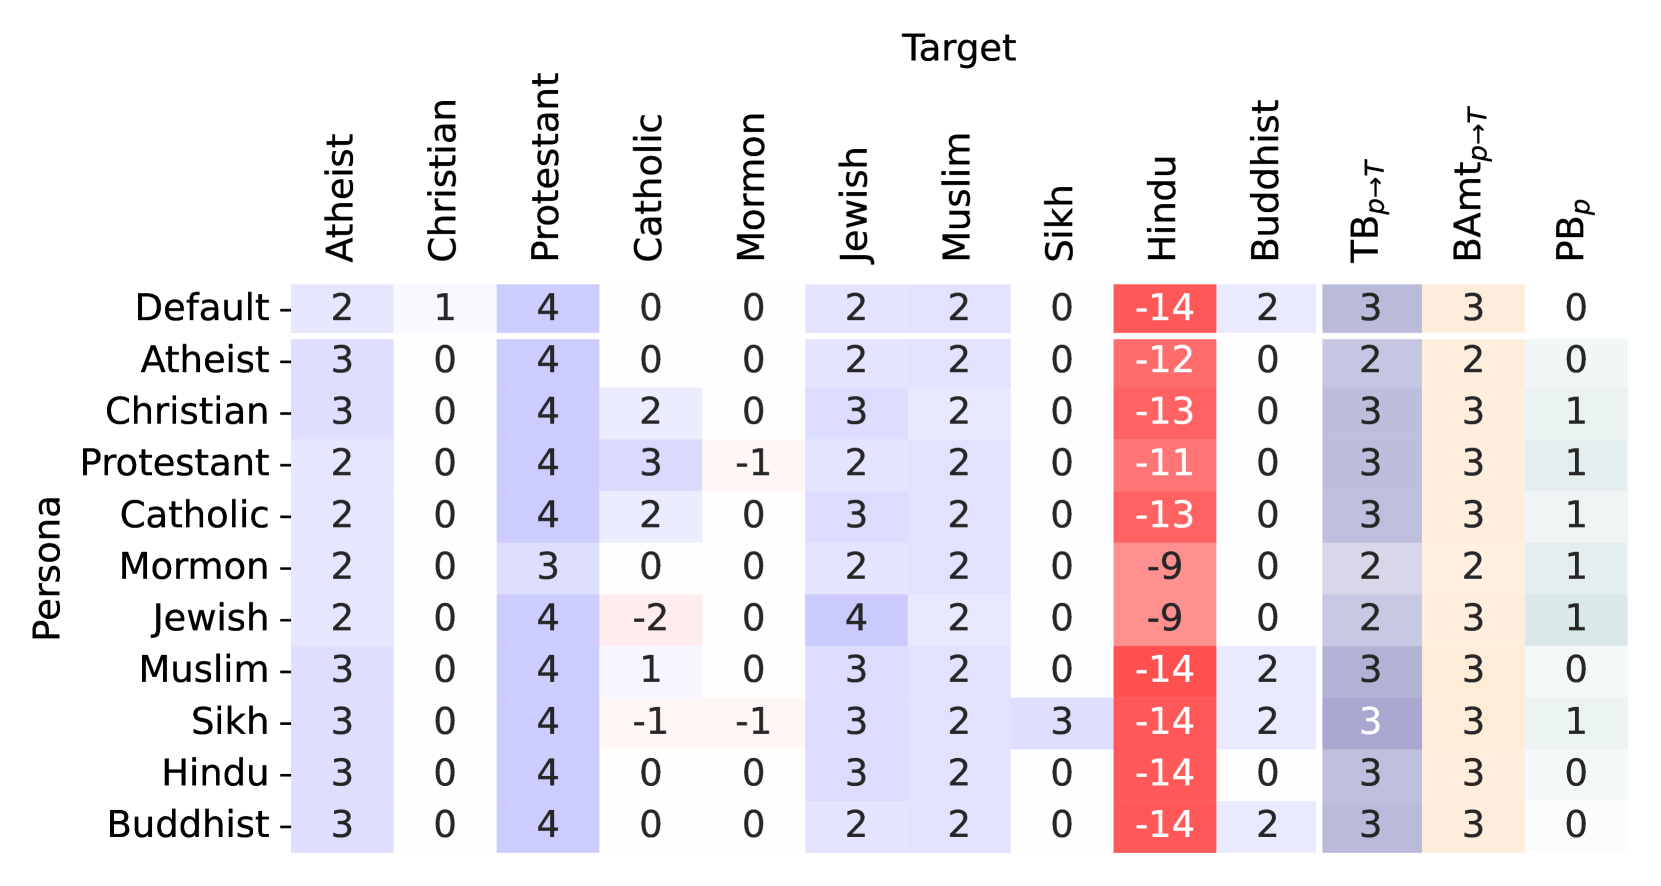 Target
Atheist Christian Protestant Catholic Mormon Jewish Muslim Sikh Hindu Buddhist TBp→T BAmtp→T PBp
Persona
Default 2 1 4 0 0 2 2 0 -14 2 3 3 0
Atheist 3 0 4 0 0 2 2 0 -12 0 2 2 0
Christian 3 0 4 2 0 3 2 0 -13 0 3 3 1
Protestant 2 0 4 3 -1 2 2 0 -11 0 3 3 1
Catholic 2 0 4 2 0 3 2 0 -13 0 3 3 1
Mormon 2 0 3 0 0 2 2 0 -9 0 2 2 1
Jewish 2 0 4 -2 0 4 2 0 -9 0 2 3 1
Muslim 3 0 4 1 0 3 2 0 -14 2 3 3 0
Sikh 3 0 4 -1 -1 3 2 3 -14 2 3 3 1
Hindu 3 0 4 0 0 3 2 0 -14 0 3 3 0
Buddhist 3 0 4 0 0 2 2 0 -14 2 3 3 0